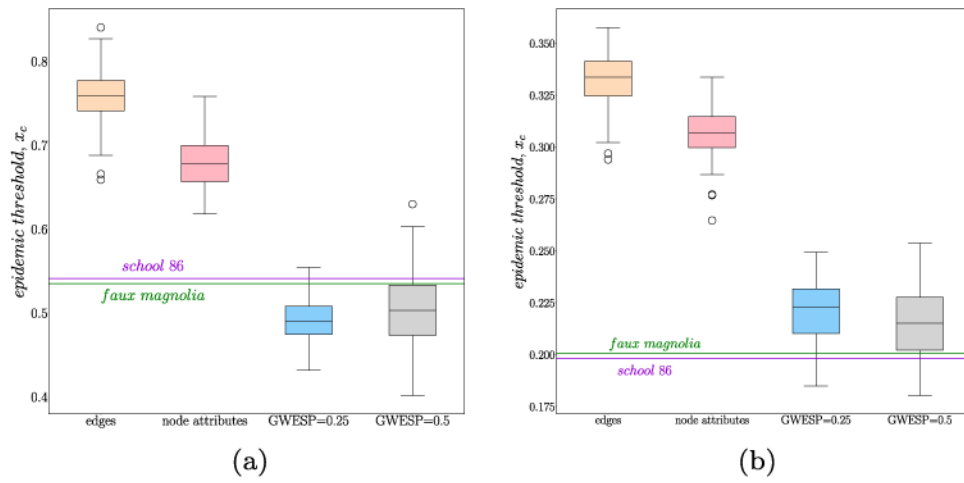 epidemic threshold, x_c
0.8
0.7
0.6
0.5
0.4
school 86
faux magnolia
edges node attributes GWESP=0.25 GWESP=0.5
(a)
epidemic threshold, x_c
0.350
0.325
0.300
0.275
0.250
0.225
0.200
0.175
faux magnolia
school 86
edges node attributes GWESP=0.25 GWESP=0.5
(b)